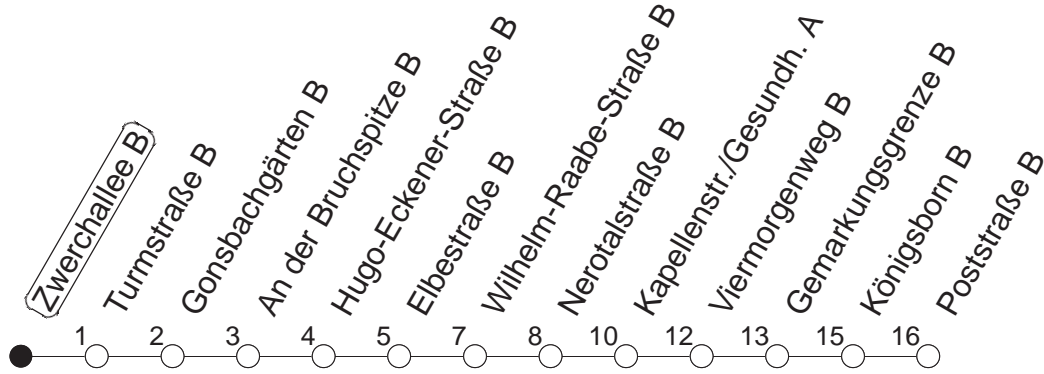 Zwerchallee B
Turmstraße B
Gonsbachgärten B
An der Bruchspitze B
Hugo-Eckener-Straße B
Elbestraße B
Wilhelm-Raabe-Straße B
Nerotalstraße B
Kapellenstr./Gesundh. A
Viermorgenweg B
Gemarkungsgrenze B
Königsborn B
Poststraße B
1 2 3 4 5 7 8 10 12 13 15 16